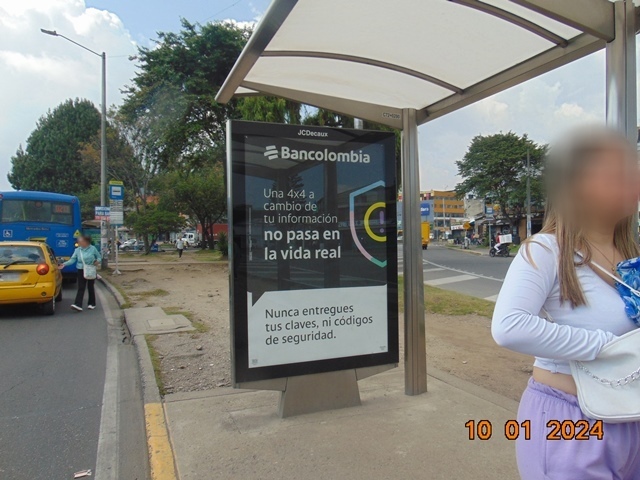 JCDecaux
Bancolombia
Una 4x4 a
cambio de
tu información
no pasa en
la vida real
Nunca entregues
tus claves, ni códigos
de seguridad.
10 01 2024